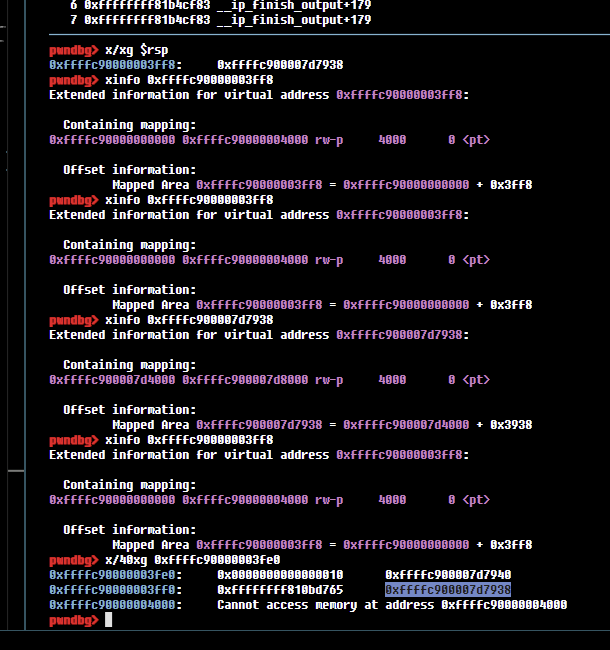 6 0xffffffff81b4cf83 __ip_finish_output+179
7 0xffffffff81b4cf83 __ip_finish_output+179
pwndbg> x/xg $rsp
0xffffc90000003ff8: 0xffffc900007d7938
pwndbg> xinfo 0xffffc90000003ff8
Extended information for virtual address 0xffffc90000003ff8:
Containing mapping:
0xffffc90000000000 0xffffc90000004000 rw-p 4000 0 <pt>
Offset information:
Mapped Area 0xffffc90000003ff8 = 0xffffc90000000000 + 0x3ff8
pwndbg> xinfo 0xffffc90000003ff8
Extended information for virtual address 0xffffc90000003ff8:
Containing mapping:
0xffffc90000000000 0xffffc90000004000 rw-p 4000 0 <pt>
Offset information:
Mapped Area 0xffffc90000003ff8 = 0xffffc90000000000 + 0x3ff8
pwndbg> xinfo 0xffffc900007d7938
Extended information for virtual address 0xffffc900007d7938:
Containing mapping:
0xffffc900007d4000 0xffffc900007d8000 rw-p 4000 0 <pt>
Offset information:
Mapped Area 0xffffc900007d7938 = 0xffffc900007d4000 + 0x3938
pwndbg> xinfo 0xffffc90000003ff8
Extended information for virtual address 0xffffc90000003ff8:
Containing mapping:
0xffffc90000000000 0xffffc90000004000 rw-p 4000 0 <pt>
Offset information:
Mapped Area 0xffffc90000003ff8 = 0xffffc90000000000 + 0x3ff8
pwndbg> x/40xg 0xffffc90000003fe0
0xffffc90000003fe0: 0x0000000000000010 0xffffc900007d7940
0xffffc90000003ff0: 0xffffffff810bd765 0xffffc900007d7938
0xffffc90000004000: Cannot access memory at address 0xffffc90000004000
pwndbg>